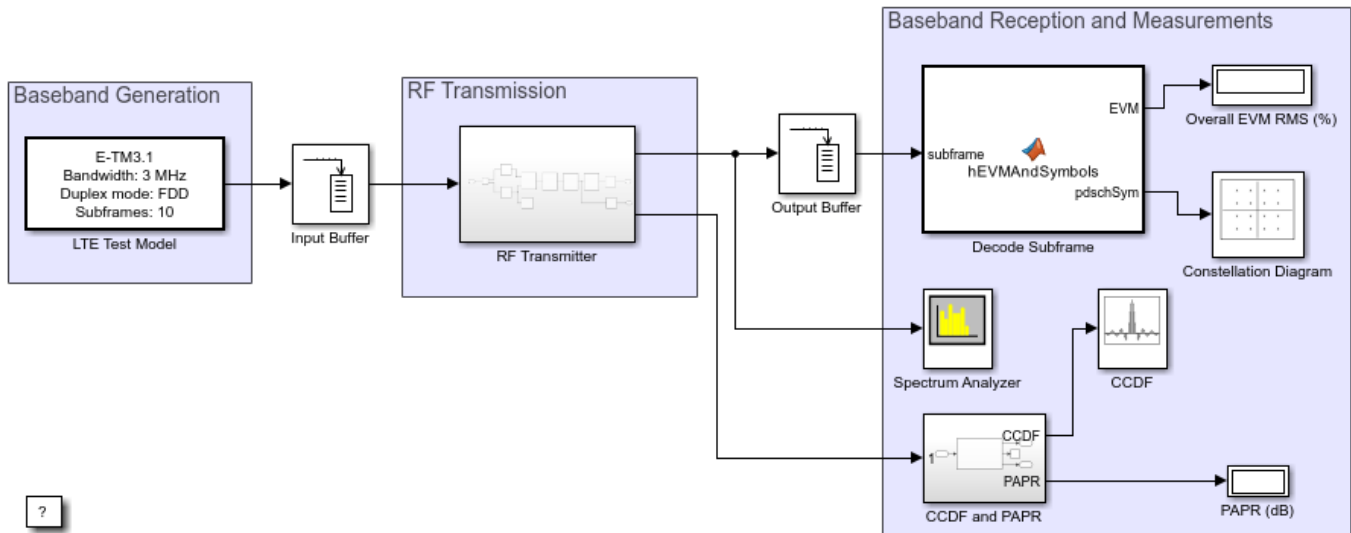 Baseband Generation
E-TM3.1
Bandwidth: 3 MHz
Duplex mode: FDD
Subframes: 10
LTE Test Model
Input Buffer
RF Transmission
RF Transmitter
Output Buffer
Baseband Reception and Measurements
subframe
hEVMAndSymbols
EVM
pdschSym
Decode Subframe
Overall EVM RMS (%)
Constellation Diagram
Spectrum Analyzer
CCDF
1
CCDF
PAPR
CCDF and PAPR
PAPR (dB)
?